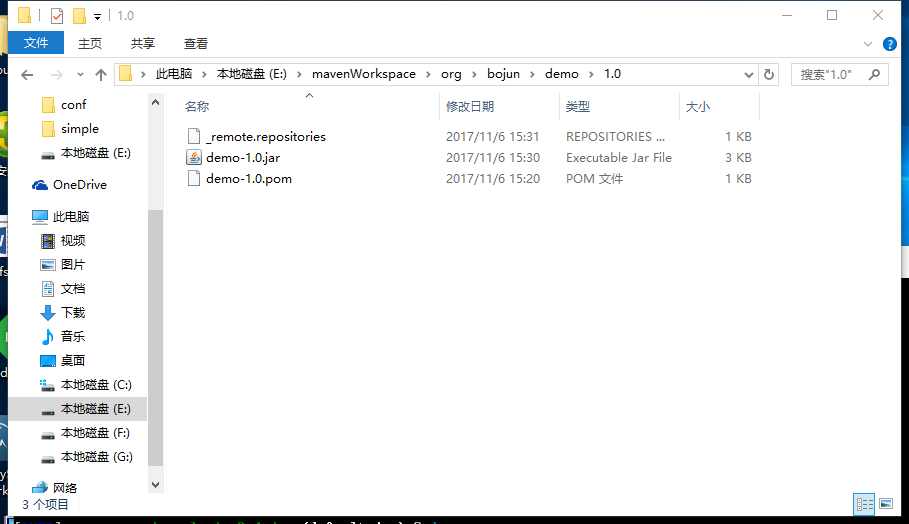 1.0
文件 主页 共享 查看
此电脑 本地磁盘 (E:) mavenWorkspace org bojun demo 1.0 搜索"1.0"
名称 修改日期 类型 大小
_remote.repositories 2017/11/6 15:31 REPOSITORIES ... 1 KB
demo-1.0.jar 2017/11/6 15:30 Executable Jar File 3 KB
demo-1.0.pom 2017/11/6 15:20 POM 文件 1 KB
conf
simple
本地磁盘 (E:)
OneDrive
此电脑
视频
图片
文档
下载
音乐
桌面
本地磁盘 (C:)
本地磁盘 (E:)
本地磁盘 (F:)
本地磁盘 (G:)
网络
3 个项目